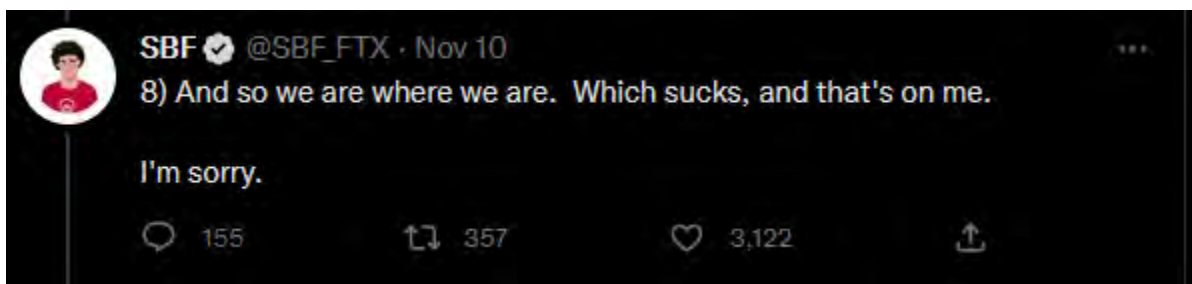 SBF @SBF_FTX · Nov 10
8) And so we are where we are.  Which sucks, and that's on me.
I'm sorry.
155 357 3,122